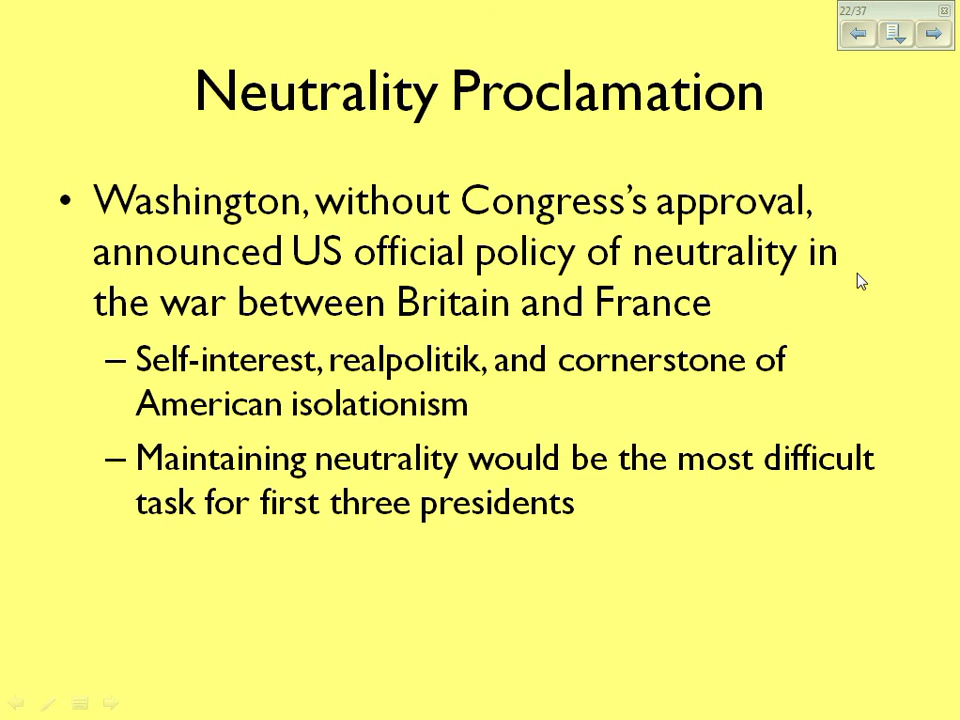 22/37
Neutrality Proclamation
• Washington, without Congress’s approval,
announced US official policy of neutrality in
the war between Britain and France
– Self-interest, realpolitik, and cornerstone of
American isolationism
– Maintaining neutrality would be the most difficult
task for first three presidents